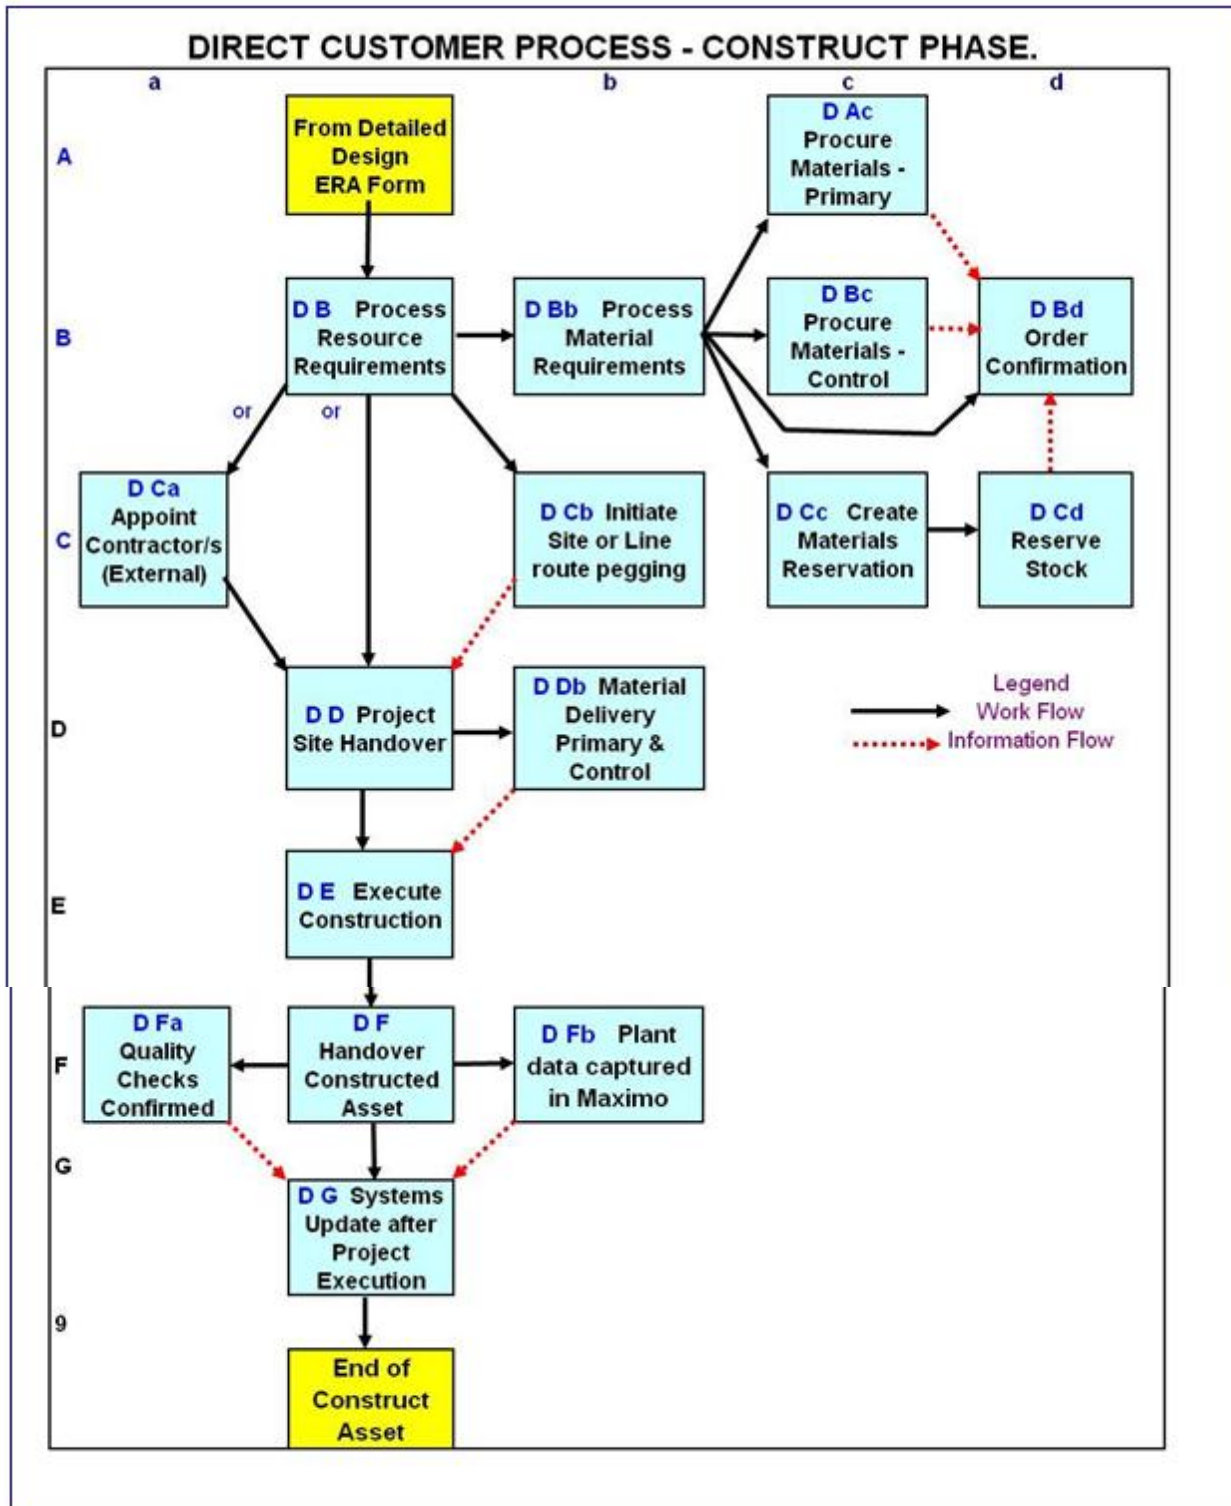 DIRECT CUSTOMER PROCESS - CONSTRUCT PHASE.
a
b
c
d
A
From Detailed
Design
ERA Form
D Ac
Procure
Materials -
Primary
B
D B Process
Resource
Requirements
D Bb Process
Material
Requirements
D Bc
Procure
Materials -
Control
D Bd
Order
Confirmation
or
or
C
D Ca
Appoint
Contractor/s
(External)
D Cb Initiate
Site or Line
route pegging
D Cc Create
Materials
Reservation
D Cd
Reserve
Stock
D
D D Project
Site Handover
D Db Material
Delivery
Primary &
Control
Legend
Work Flow
Information Flow
E
D E Execute
Construction
F
D Fa
Quality
Checks
Confirmed
D F
Handover
Constructed
Asset
D Fb Plant
data captured
in Maximo
G
D G Systems
Update after
Project
Execution
9
End of
Construct
Asset